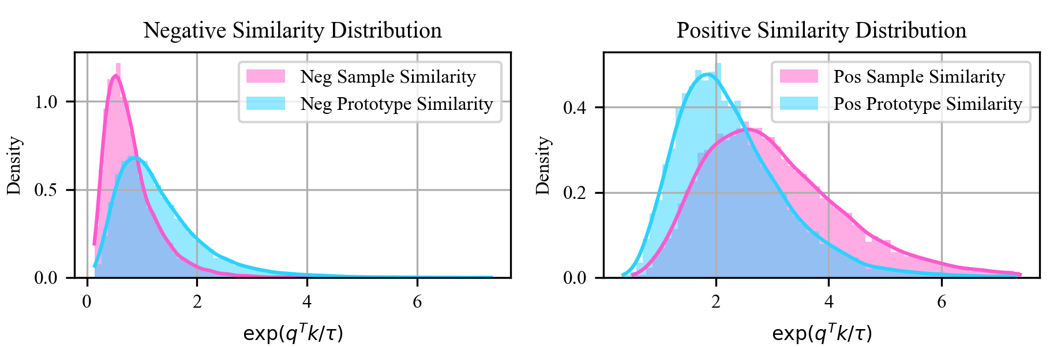 Negative Similarity Distribution
Neg Sample Similarity
Neg Prototype Similarity
Density
1.0
0.5
0.0
0 2 4 6
exp(qᵀk/τ)
Positive Similarity Distribution
Pos Sample Similarity
Pos Prototype Similarity
Density
0.4
0.2
0.0
2 4 6
exp(qᵀk/τ)